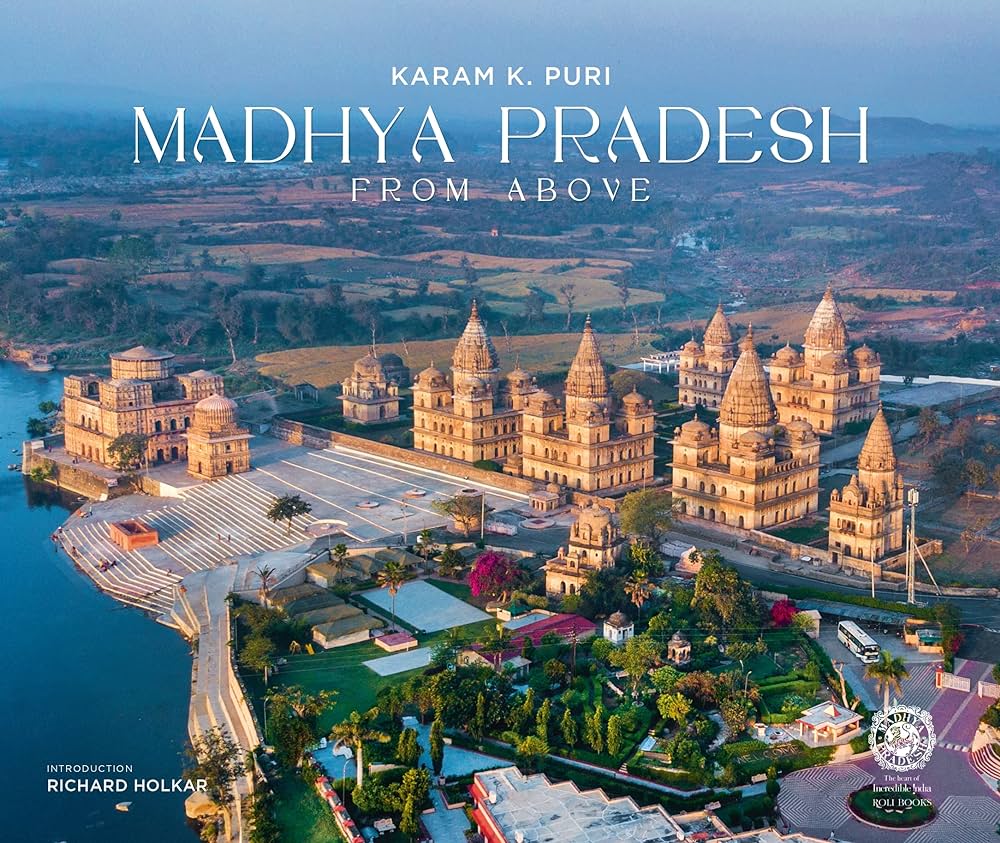 KARAM K. PURI
MADHYA PRADESH
FROM ABOVE
INTRODUCTION
RICHARD HOLKAR
MADHYA PRADESH
The heart of
Incredible India
ROLI BOOKS